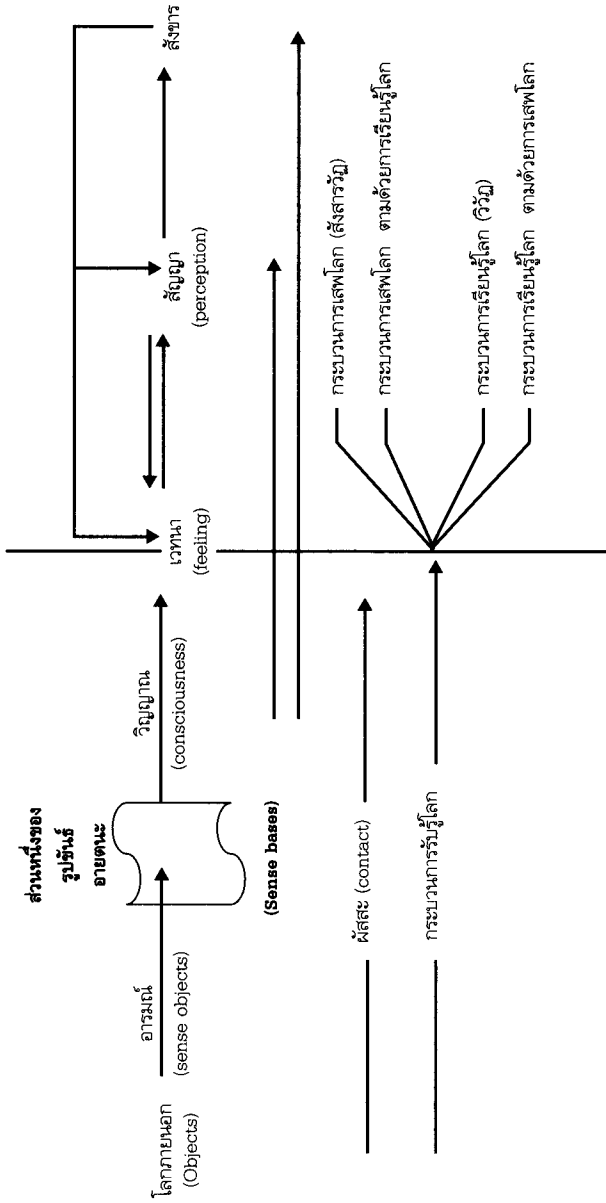 โลกภายนอก
(Objects)
อารมณ์
(sense objects)
ส่วนหนึ่งของ
รูปขันธ์
อายตนะ
(Sense bases)
วิญญาณ
(consciousness)
เวทนา
(feeling)
สัญญา
(perception)
สังขาร
ผัสสะ (contact)
กระบวนการรับรู้โลก
กระบวนการเสพโลก (สังสารวัฏ)
กระบวนการเสพโลก ตามด้วยการเรียนรู้โลก
กระบวนการเรียนรู้โลก (วิวัฏ)
กระบวนการเรียนรู้โลก ตามด้วยการเสพโลก